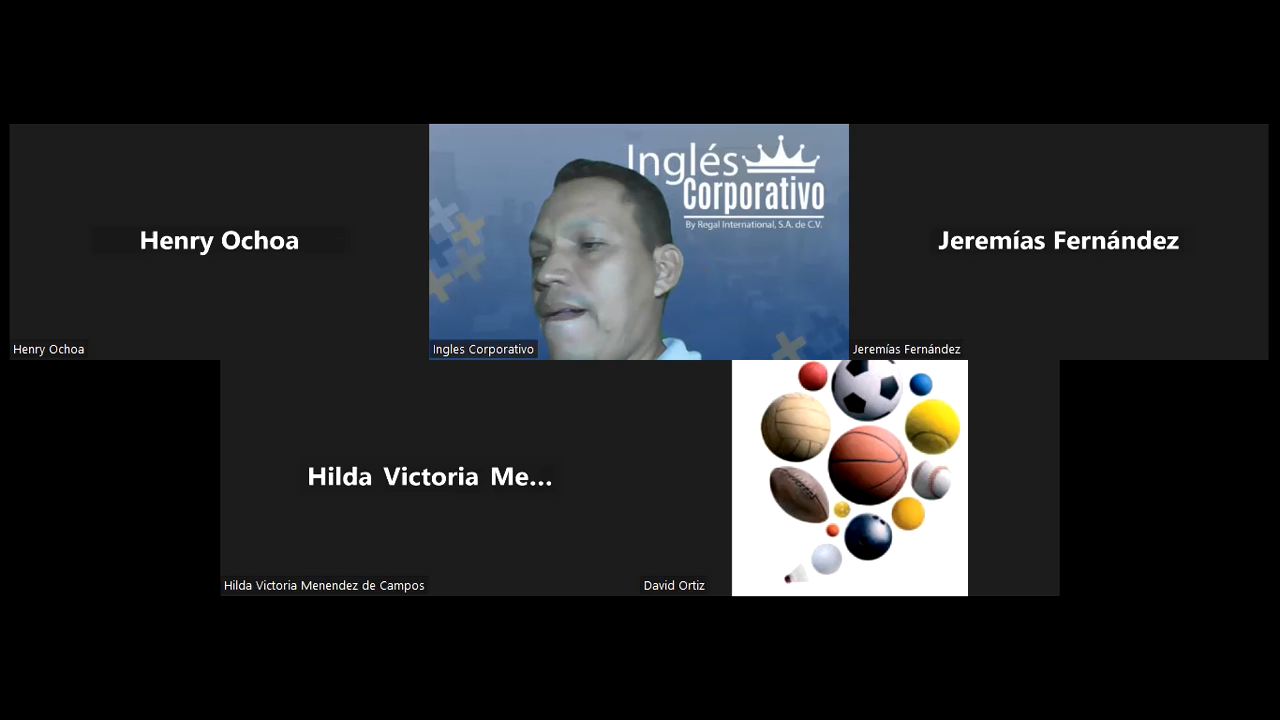 Henry Ochoa
Henry Ochoa
Inglés
Corporativo
By Regal International, S.A. de C.V.
Ingles Corporativo
Jeremías Fernández
Jeremías Fernández
Hilda Victoria Me...
Hilda Victoria Menendez de Campos
David Ortiz